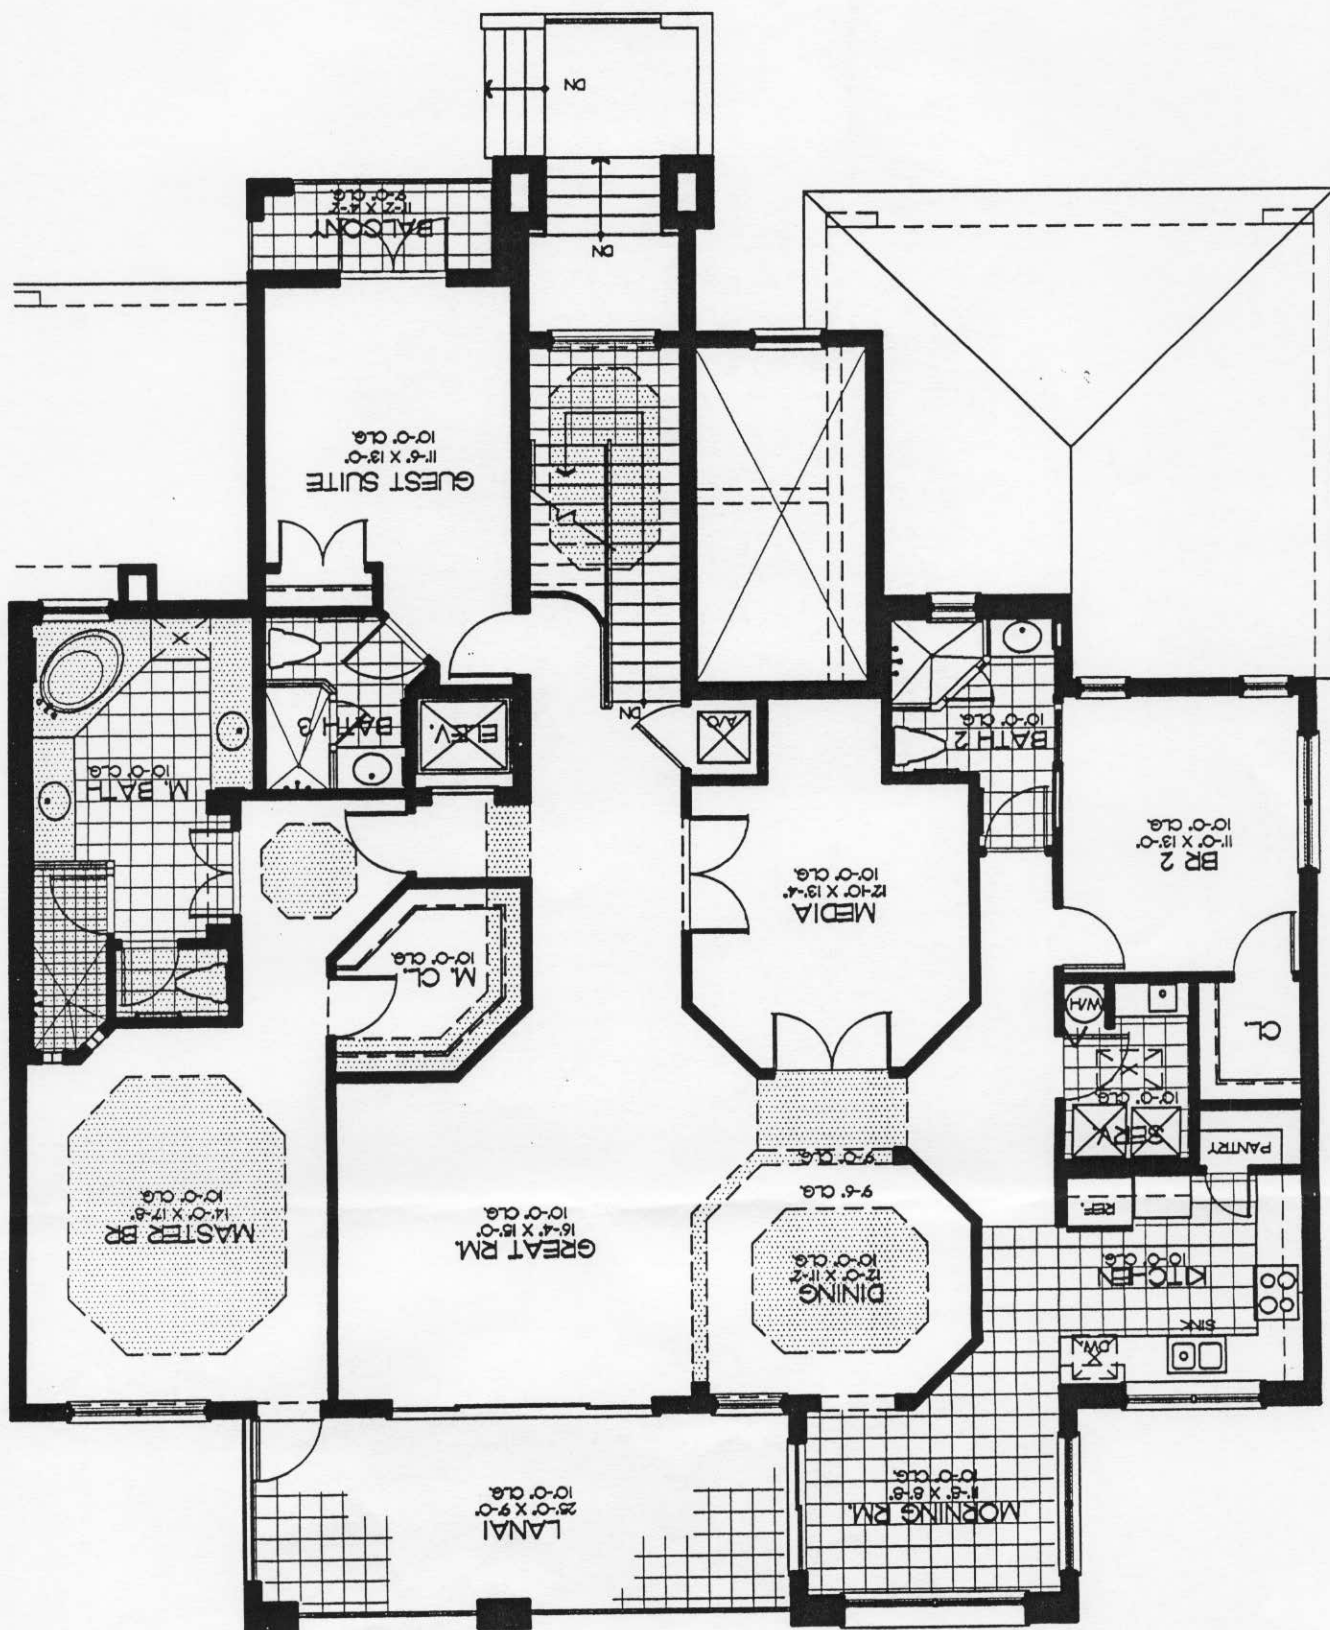 MORNING RM.
11'-8" X 8'-8"
10'-0" CLG.
LANAI
25'-0" X 9'-0"
10'-0" CLG.
DW.
SINK
KITCHEN
10'-0" CLG.
REF.
PANTRY
DINING
12'-0" X 11'-2"
10'-0" CLG.
9'-6" CLG.
9'-0" CLG.
GREAT RM.
16'-4" X 15'-0"
10'-0" CLG.
MASTER BR
14'-0" X 17'-8"
10'-0" CLG.
SERV.
10'-0" CLG.
W/H
CL.
M. CL.
10'-0" CLG.
BR 2
11'-0" X 13'-0"
10'-0" CLG.
MEDIA
12'-10" X 13'-4"
10'-0" CLG.
M. BATH
10'-0" CLG.
BATH 2
10'-0" CLG.
A/C
ELEV.
BATH 3
DN
GUEST SUITE
11'-6" X 13'-0"
10'-0" CLG.
BALCONY
11'-2" X 4'-2"
9'-0" CLG.
DN
DN